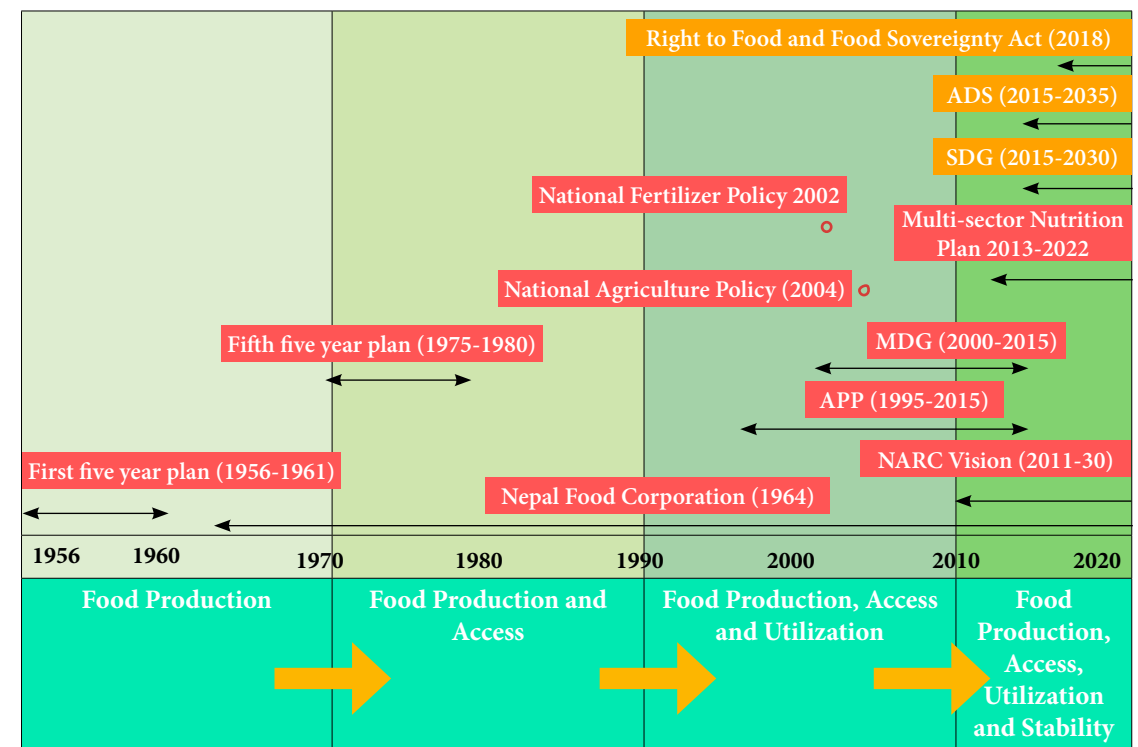 Right to Food and Food Sovereignty Act (2018)
ADS (2015-2035)
SDG (2015-2030)
National Fertilizer Policy 2002
Multi-sector Nutrition
Plan 2013-2022
National Agriculture Policy (2004)
Fifth five year plan (1975-1980)
MDG (2000-2015)
APP (1995-2015)
First five year plan (1956-1961)
NARC Vision (2011-30)
Nepal Food Corporation (1964)
1956 1960 1970 1980 1990 2000 2010 2020
Food Production
Food Production and
Access
Food Production, Access
and Utilization
Food
Production,
Access,
Utilization
and Stability